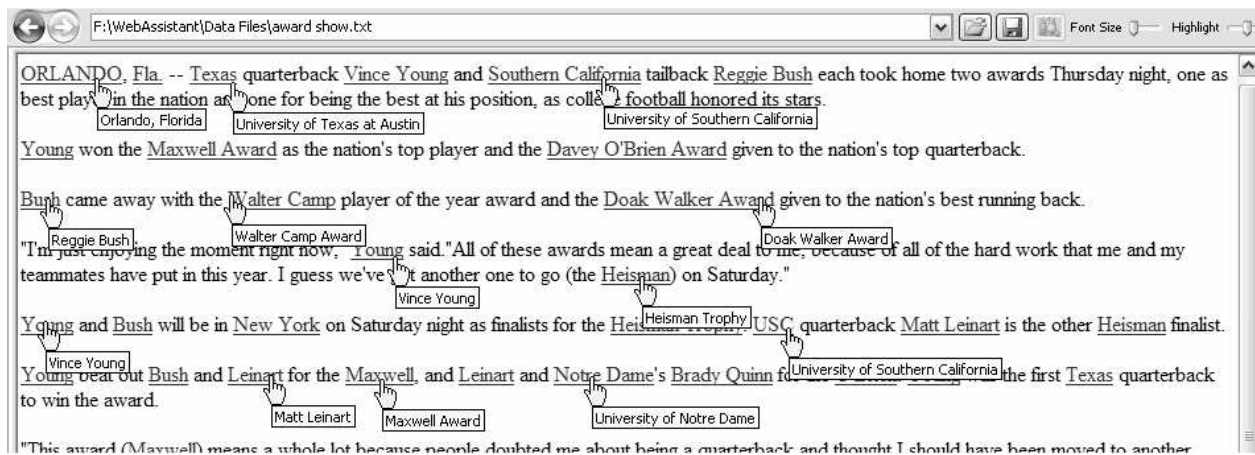 F:\WebAssistant\Data Files\award show.txt Font Size Highlight
ORLANDO, Fla. -- Texas quarterback Vince Young and Southern California tailback Reggie Bush each took home two awards Thursday night, one as
best play in the nation an one for being the best at his position, as colle football honored its stars.
Orlando, Florida University of Texas at Austin University of Southern California
Young won the Maxwell Award as the nation's top player and the Davey O'Brien Award given to the nation's top quarterback.
Bush came away with the Walter Camp player of the year award and the Doak Walker Award given to the nation's best running back.
Reggie Bush Walter Camp Award Doak Walker Award
"I'm just enjoying the moment right now," Young said."All of these awards mean a great deal to me, because of all of the hard work that me and my
teammates have put in this year. I guess we've got another one to go (the Heisman) on Saturday."
Vince Young Heisman Trophy
Young and Bush will be in New York on Saturday night as finalists for the Heisman Trophy. USC quarterback Matt Leinart is the other Heisman finalist.
Vince Young University of Southern California
Young beat out Bush and Leinart for the Maxwell, and Leinart and Notre Dame's Brady Quinn for the the first Texas quarterback
to win the award.
Matt Leinart Maxwell Award University of Notre Dame
"This award (Maxwell) means a whole lot because people doubted me about being a quarterback and thought I should have been moved to another